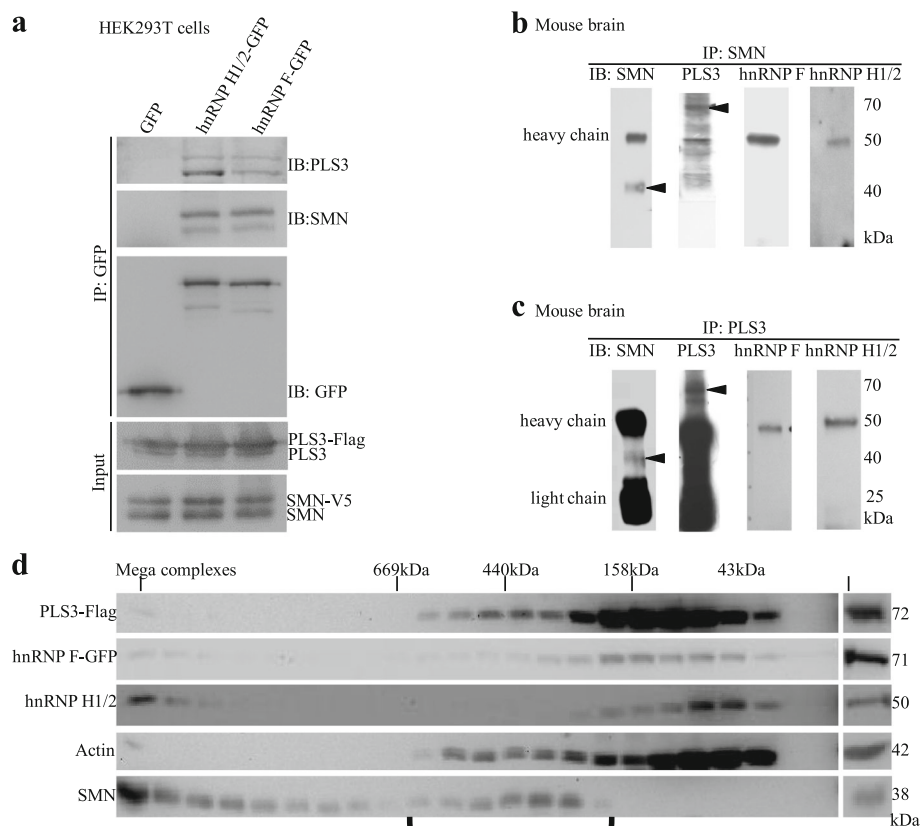 a
HEK293T cells
GFP
hnRNP H1/2-GFP
hnRNP F-GFP
IB:PLS3
IB:SMN
IB: GFP
IP: GFP
PLS3-Flag
PLS3
SMN-V5
SMN
Input
b Mouse brain
IP: SMN
IB: SMN PLS3 hnRNP F hnRNP H1/2
heavy chain
70
50
40
kDa
c Mouse brain
IP: PLS3
IB: SMN PLS3 hnRNP F hnRNP H1/2
heavy chain
light chain
70
50
40
25
kDa
d
Mega complexes 669kDa 440kDa 158kDa 43kDa
PLS3-Flag 72
hnRNP F-GFP 71
hnRNP H1/2 50
Actin 42
SMN 38
kDa